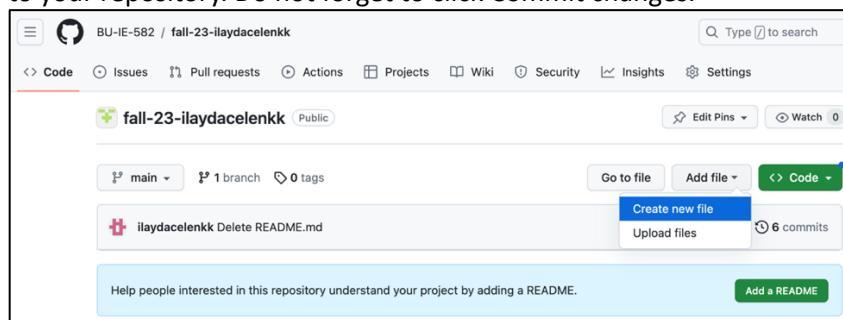 to your repository. Do not forget to click Commit changes.
BU-IE-582 / fall-23-ilaydacelenkk
Type / to search
<> Code Issues Pull requests Actions Projects Wiki Security Insights Settings
fall-23-ilaydacelenkk Public
Edit Pins Watch 0
main 1 branch 0 tags
Go to file Add file <> Code
Create new file
ilaydacelenkk Delete README.md
6 commits
Upload files
Help people interested in this repository understand your project by adding a README.
Add a README